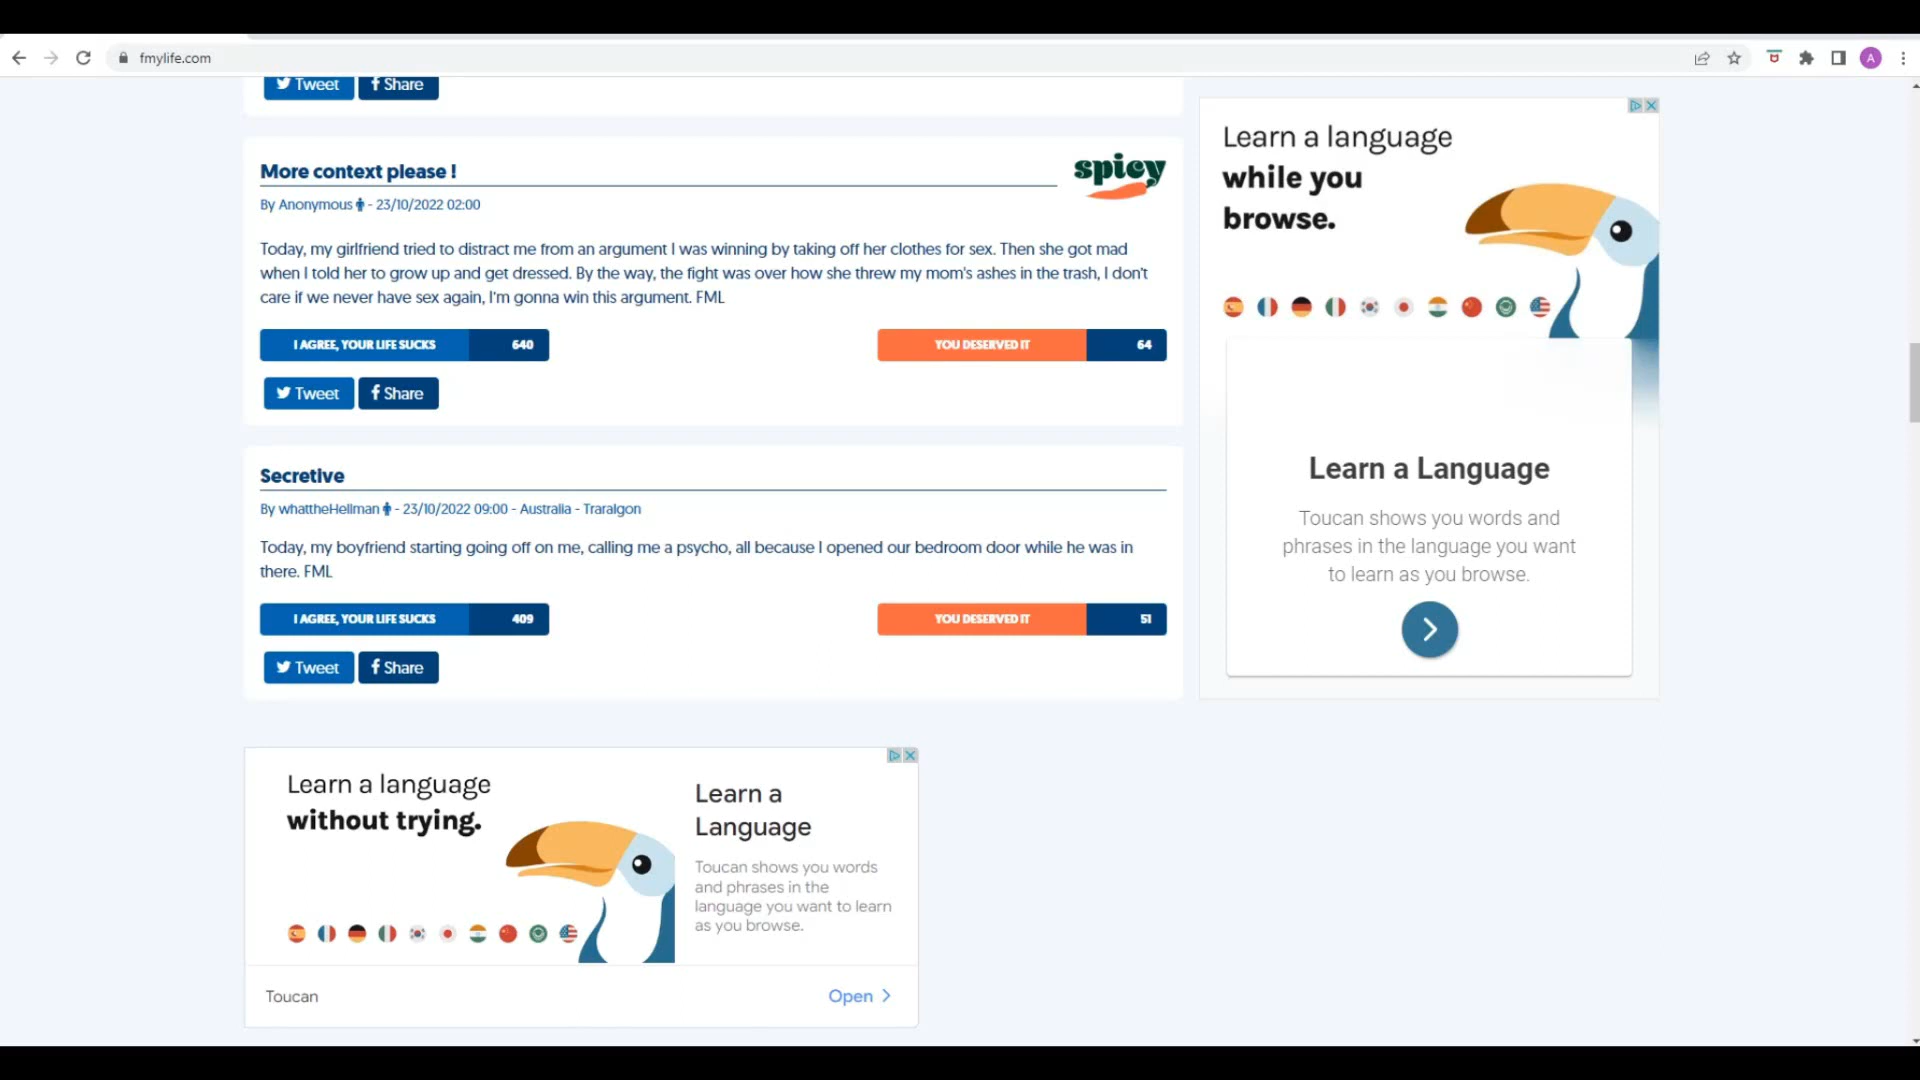 fmylife.com
A
Tweet
Share
More context please !
spicy
By Anonymous - 23/10/2022 02:00
Today, my girlfriend tried to distract me from an argument I was winning by taking off her clothes for sex. Then she got mad
when I told her to grow up and get dressed. By the way, the fight was over how she threw my mom's ashes in the trash, I don't
care if we never have sex again, I'm gonna win this argument. FML
I AGREE, YOUR LIFE SUCKS 640
YOU DESERVED IT 64
Tweet
Share
Secretive
By whattheHellman - 23/10/2022 09:00 - Australia - Traralgon
Today, my boyfriend starting going off on me, calling me a psycho, all because I opened our bedroom door while he was in
there. FML
I AGREE, YOUR LIFE SUCKS 409
YOU DESERVED IT 51
Tweet
Share
Learn a language
while you
browse.
Learn a Language
Toucan shows you words and
phrases in the language you want
to learn as you browse.
Learn a language
without trying.
Learn a
Language
Toucan shows you words
and phrases in the
language you want to learn
as you browse.
Toucan
Open